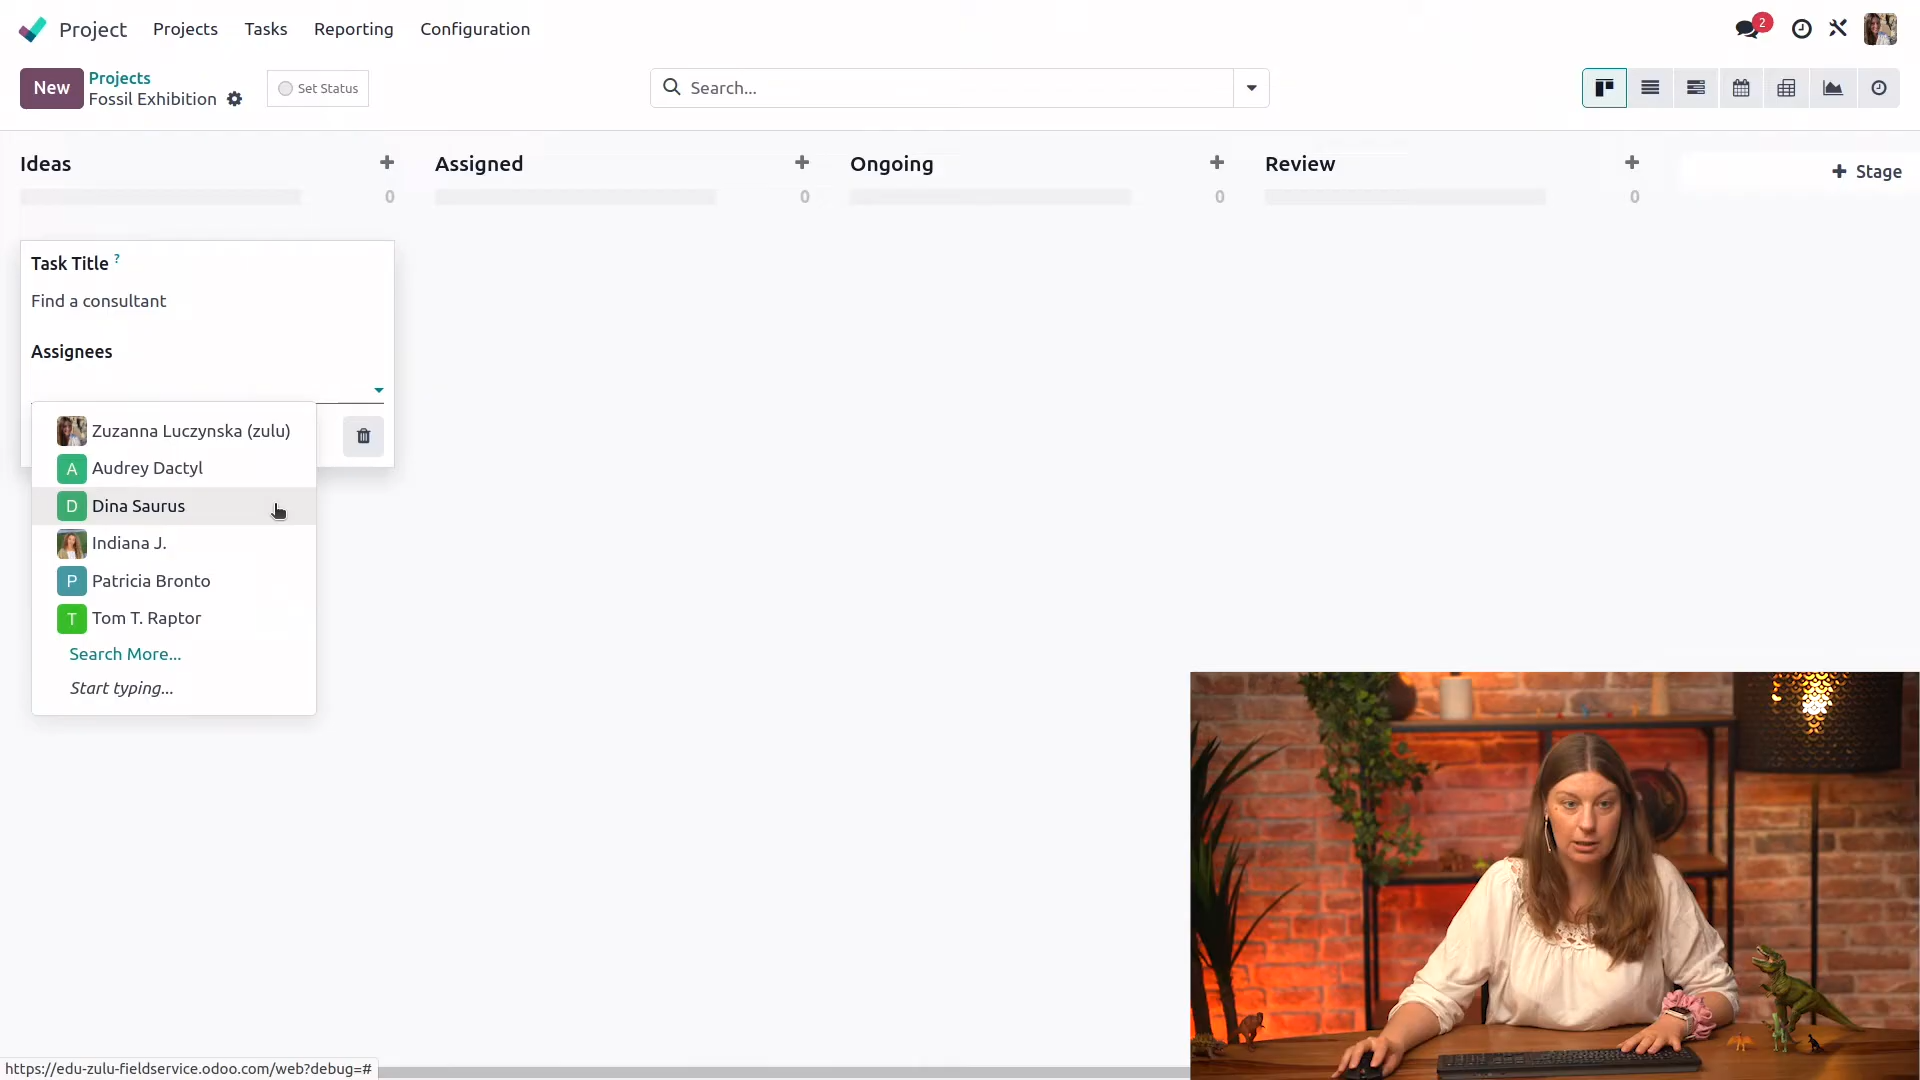 Project
Projects
Tasks
Reporting
Configuration
2
New
Projects
Fossil Exhibition
Set Status
Search...
Ideas
0
Assigned
0
Ongoing
0
Review
0
Stage
Task Title ?
Find a consultant
Assignees
Zuzanna Luczynska (zulu)
A Audrey Dactyl
D Dina Saurus
Indiana J.
P Patricia Bronto
T Tom T. Raptor
Search More...
Start typing...
https://edu-zulu-fieldservice.odoo.com/web?debug=#